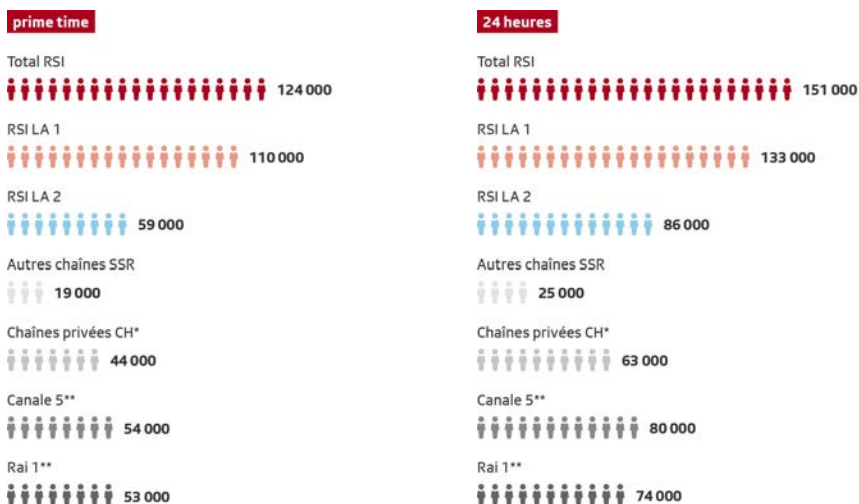 prime time
Total RSI
124 000
RSI LA 1
110 000
RSI LA 2
59 000
Autres chaînes SSR
19 000
Chaînes privées CH*
44 000
Canale 5**
54 000
Rai 1**
53 000
24 heures
Total RSI
151 000
RSI LA 1
133 000
RSI LA 2
86 000
Autres chaînes SSR
25 000
Chaînes privées CH*
63 000
Canale 5**
80 000
Rai 1**
74 000